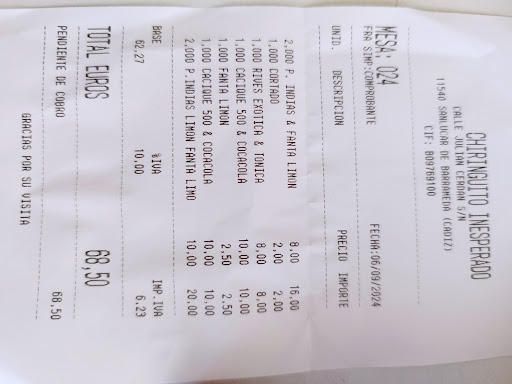 CHIRINGUITO INESPERADO
CALLE JULIAN CERDAN S/N
11540 SANLUCAR DE BARRAMEDA (CADIZ)
CIF: B09769100
MESA: 024
FRA SIMP:COMPROBANTE FECHA:06/09/2024
UNID. DESCRIPCION PRECIO IMPORTE
2,000 P. INDIAS & FANTA LIMON 8,00 16,00
1,000 CORTADO 2,00 2,00
1,000 RIVES EXOTICA & TONICA 8,00 8,00
1,000 CACIQUE 500 & COCACOLA 10,00 10,00
1,000 FANTA LIMON 2,50 2,50
1,000 CACIQUE 500 & COCACOLA 10,00 10,00
2,000 P.INDIAS LIMON FANTA LIMO 10,00 20,00
BASE %IVA IMP.IVA
62,27 10,00 6,23
TOTAL EUROS 68,50
PENDIENTE DE COBRO 68,50
GRACIAS POR SU VISITA